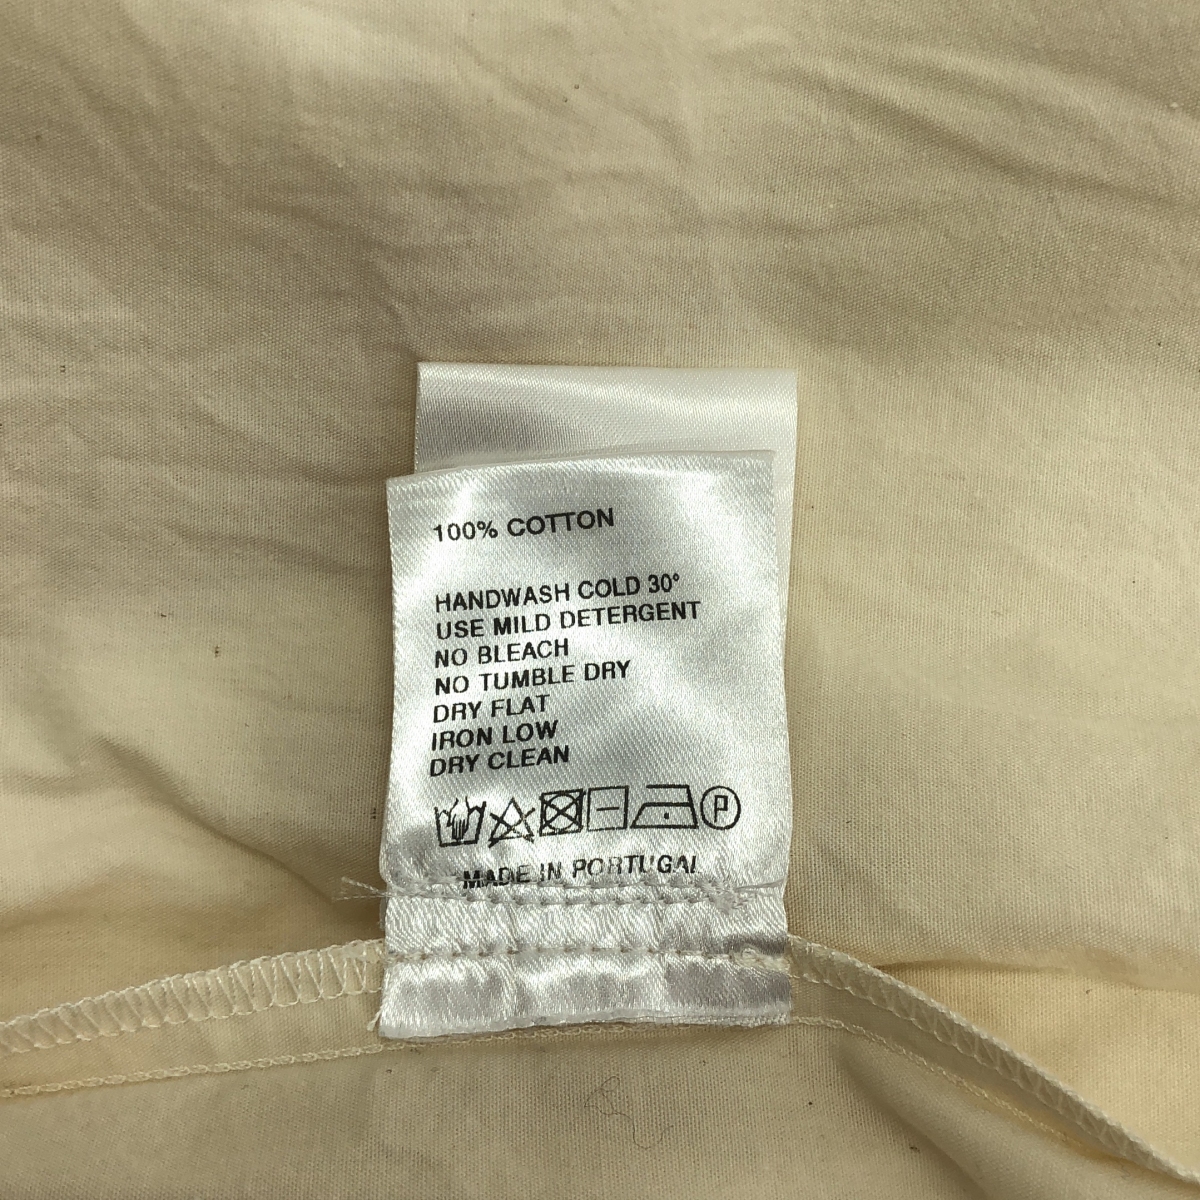 100% COTTON
HANDWASH COLD 30°
USE MILD DETERGENT
NO BLEACH
NO TUMBLE DRY
DRY FLAT
IRON LOW
DRY CLEAN
P
MADE IN PORTUGAL